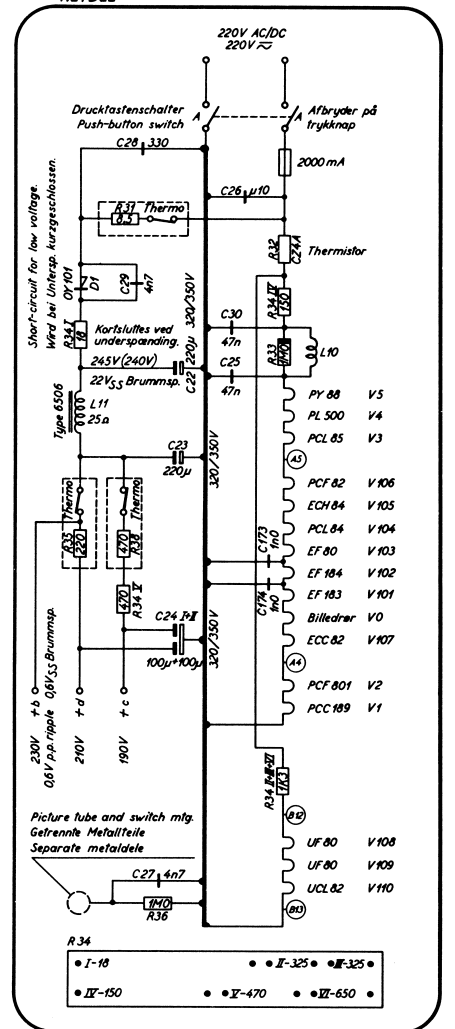 220V AC/DC
220V ≂
Drucktastenschalter
Push-button switch
A
A
Afbryder på
trykknap
C28 330
2000 mA
C26 µ10
R31
8,5
Thermo
R32
C24A
Thermistor
Short-circuit for low voltage.
Wird bei Untersp. kurzgeschlossen.
OY101
D1
C29
4n7
R34 IV
150
320/350V
C30
47n
R34 I
18
Kortsluttes ved
underspænding.
R33
1M0
L10
245V (240V)
22VSS Brummsp.
C22
220µ
C25
47n
Type 6506
L11
25Ω
PY 88 V5
PL 500 V4
PCL 85 V3
A5
C23
220µ
320/350V
PCF 82 V106
ECH 84 V105
PCL 84 V104
EF 80 V103
EF 184 V102
EF 183 V101
Billedrør V0
ECC 82 V107
A4
PCF 801 V2
PCC 189 V1
Thermo
R35
220
Thermo
470
R38
470
R34 V
C173
1n0
C174
1n0
C24 I+II
100µ+100µ
320/350V
230V +b
0,6V p.p. ripple 0,6VSS Brummsp.
210V +d
190V +c
R34 II+III+VI
1K3
B12
UF 80 V108
UF 80 V109
UCL 82 V110
B13
Picture tube and switch mtg.
Getrennte Metallteile
Separate metaldele
C27 4n7
1M0
R36
R 34
I-18
II-325
III-325
IV-150
V-470
VI-650